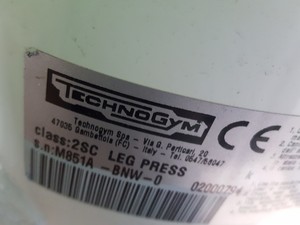 TECHNOGYM
Technogym Spa - Via G. Perticari, 20
47035 Gambettola (FC) - Italy - Tel. 0547/56047
CE
class:2SC LEG PRESS
s.n:M851A -BNW-0